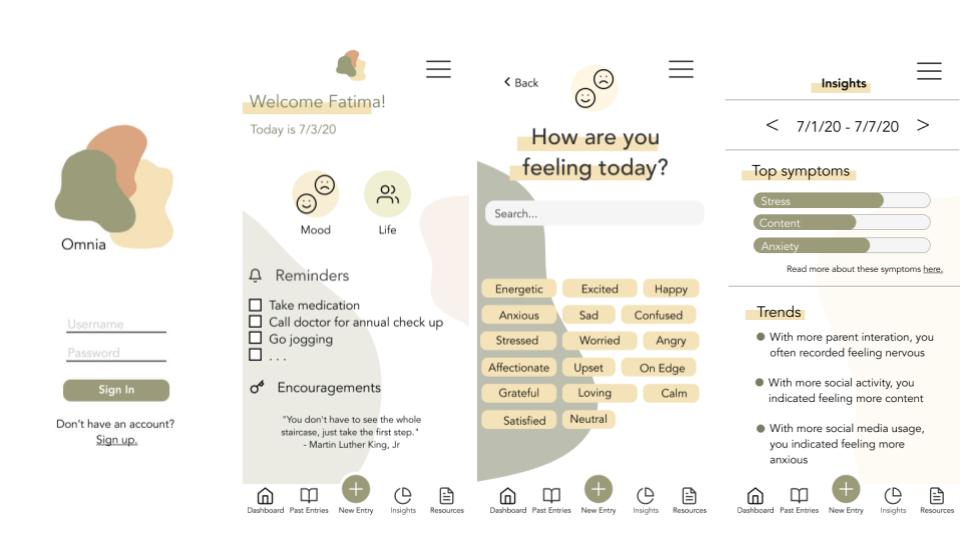 Omnia
Username
Password
Sign In
Don't have an account?
Sign up.
Welcome Fatima!
Today is 7/3/20
Mood
Life
Reminders
Take medication
Call doctor for annual check up
Go jogging
. . .
Encouragements
"You don't have to see the whole
staircase, just take the first step."
- Martin Luther King, Jr
Dashboard
Past Entries
New Entry
Insights
Resources
< Back
How are you
feeling today?
Search...
Energetic
Excited
Happy
Anxious
Sad
Confused
Stressed
Worried
Angry
Affectionate
Upset
On Edge
Grateful
Loving
Calm
Satisfied
Neutral
Dashboard
Past Entries
New Entry
Insights
Resources
Insights
< 7/1/20 - 7/7/20 >
Top symptoms
Stress
Content
Anxiety
Read more about these symptoms here.
Trends
With more parent interation, you
often recorded feeling nervous
With more social activity, you
indicated feeling more content
With more social media usage,
you indicated feeling more
anxious
Dashboard
Past Entries
New Entry
Insights
Resources